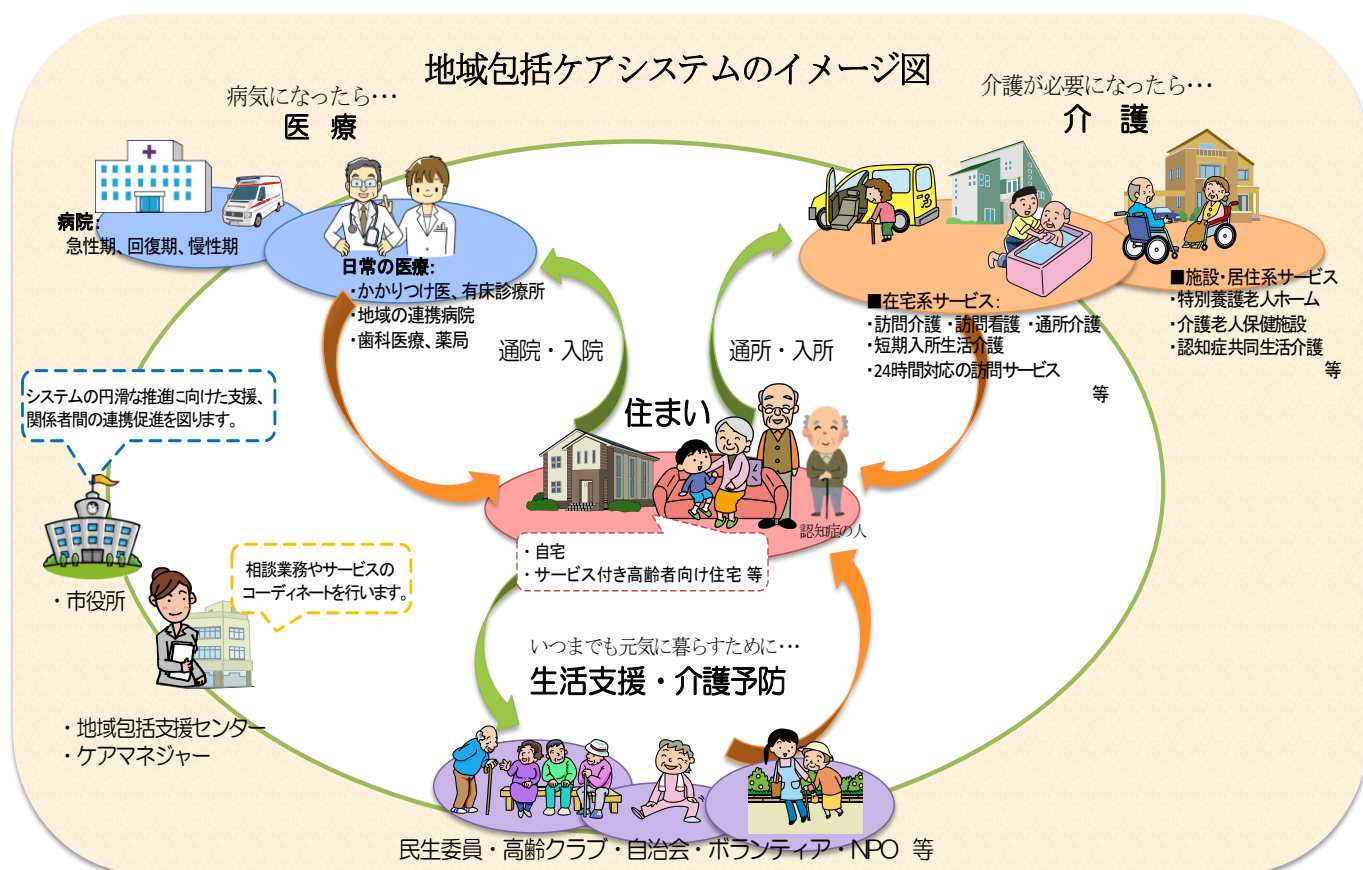 地域包括ケアシステムのイメージ図
病気になったら･･･
医 療
介護が必要になったら･･･
介 護
病院:
急性期、回復期、慢性期
日常の医療:
・かかりつけ医、有床診療所
・地域の連携病院
・歯科医療、薬局
■在宅系サービス:
・訪問介護 ・訪問看護 ・通所介護
・短期入所生活介護
・24時間対応の訪問サービス
等
■施設・居住系サービス
・特別養護老人ホーム
・介護老人保健施設
・認知症共同生活介護
等
通院・入院
通所・入所
住まい
認知症の人
・自宅
・サービス付き高齢者向け住宅 等
システムの円滑な推進に向けた支援、
関係者間の連携促進を図ります。
・市役所
相談業務やサービスの
コーディネートを行います。
・地域包括支援センター
・ケアマネジャー
いつまでも元気に暮らすために･･･
生活支援・介護予防
民生委員・高齢クラブ・自治会・ボランティア・NPO 等